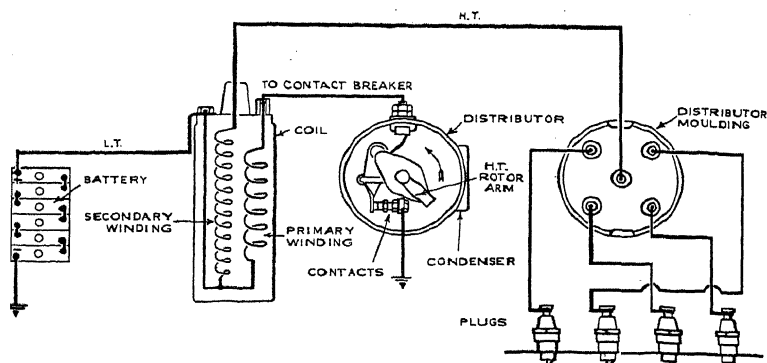 H.T.
TO CONTACT BREAKER
COIL
DISTRIBUTOR
DISTRIBUTOR
MOULDING
L.T.
H.T.
ROTOR
ARM
+
BATTERY
SECONDARY
WINDING
PRIMARY
WINDING
CONTACTS
CONDENSER
-
PLUGS